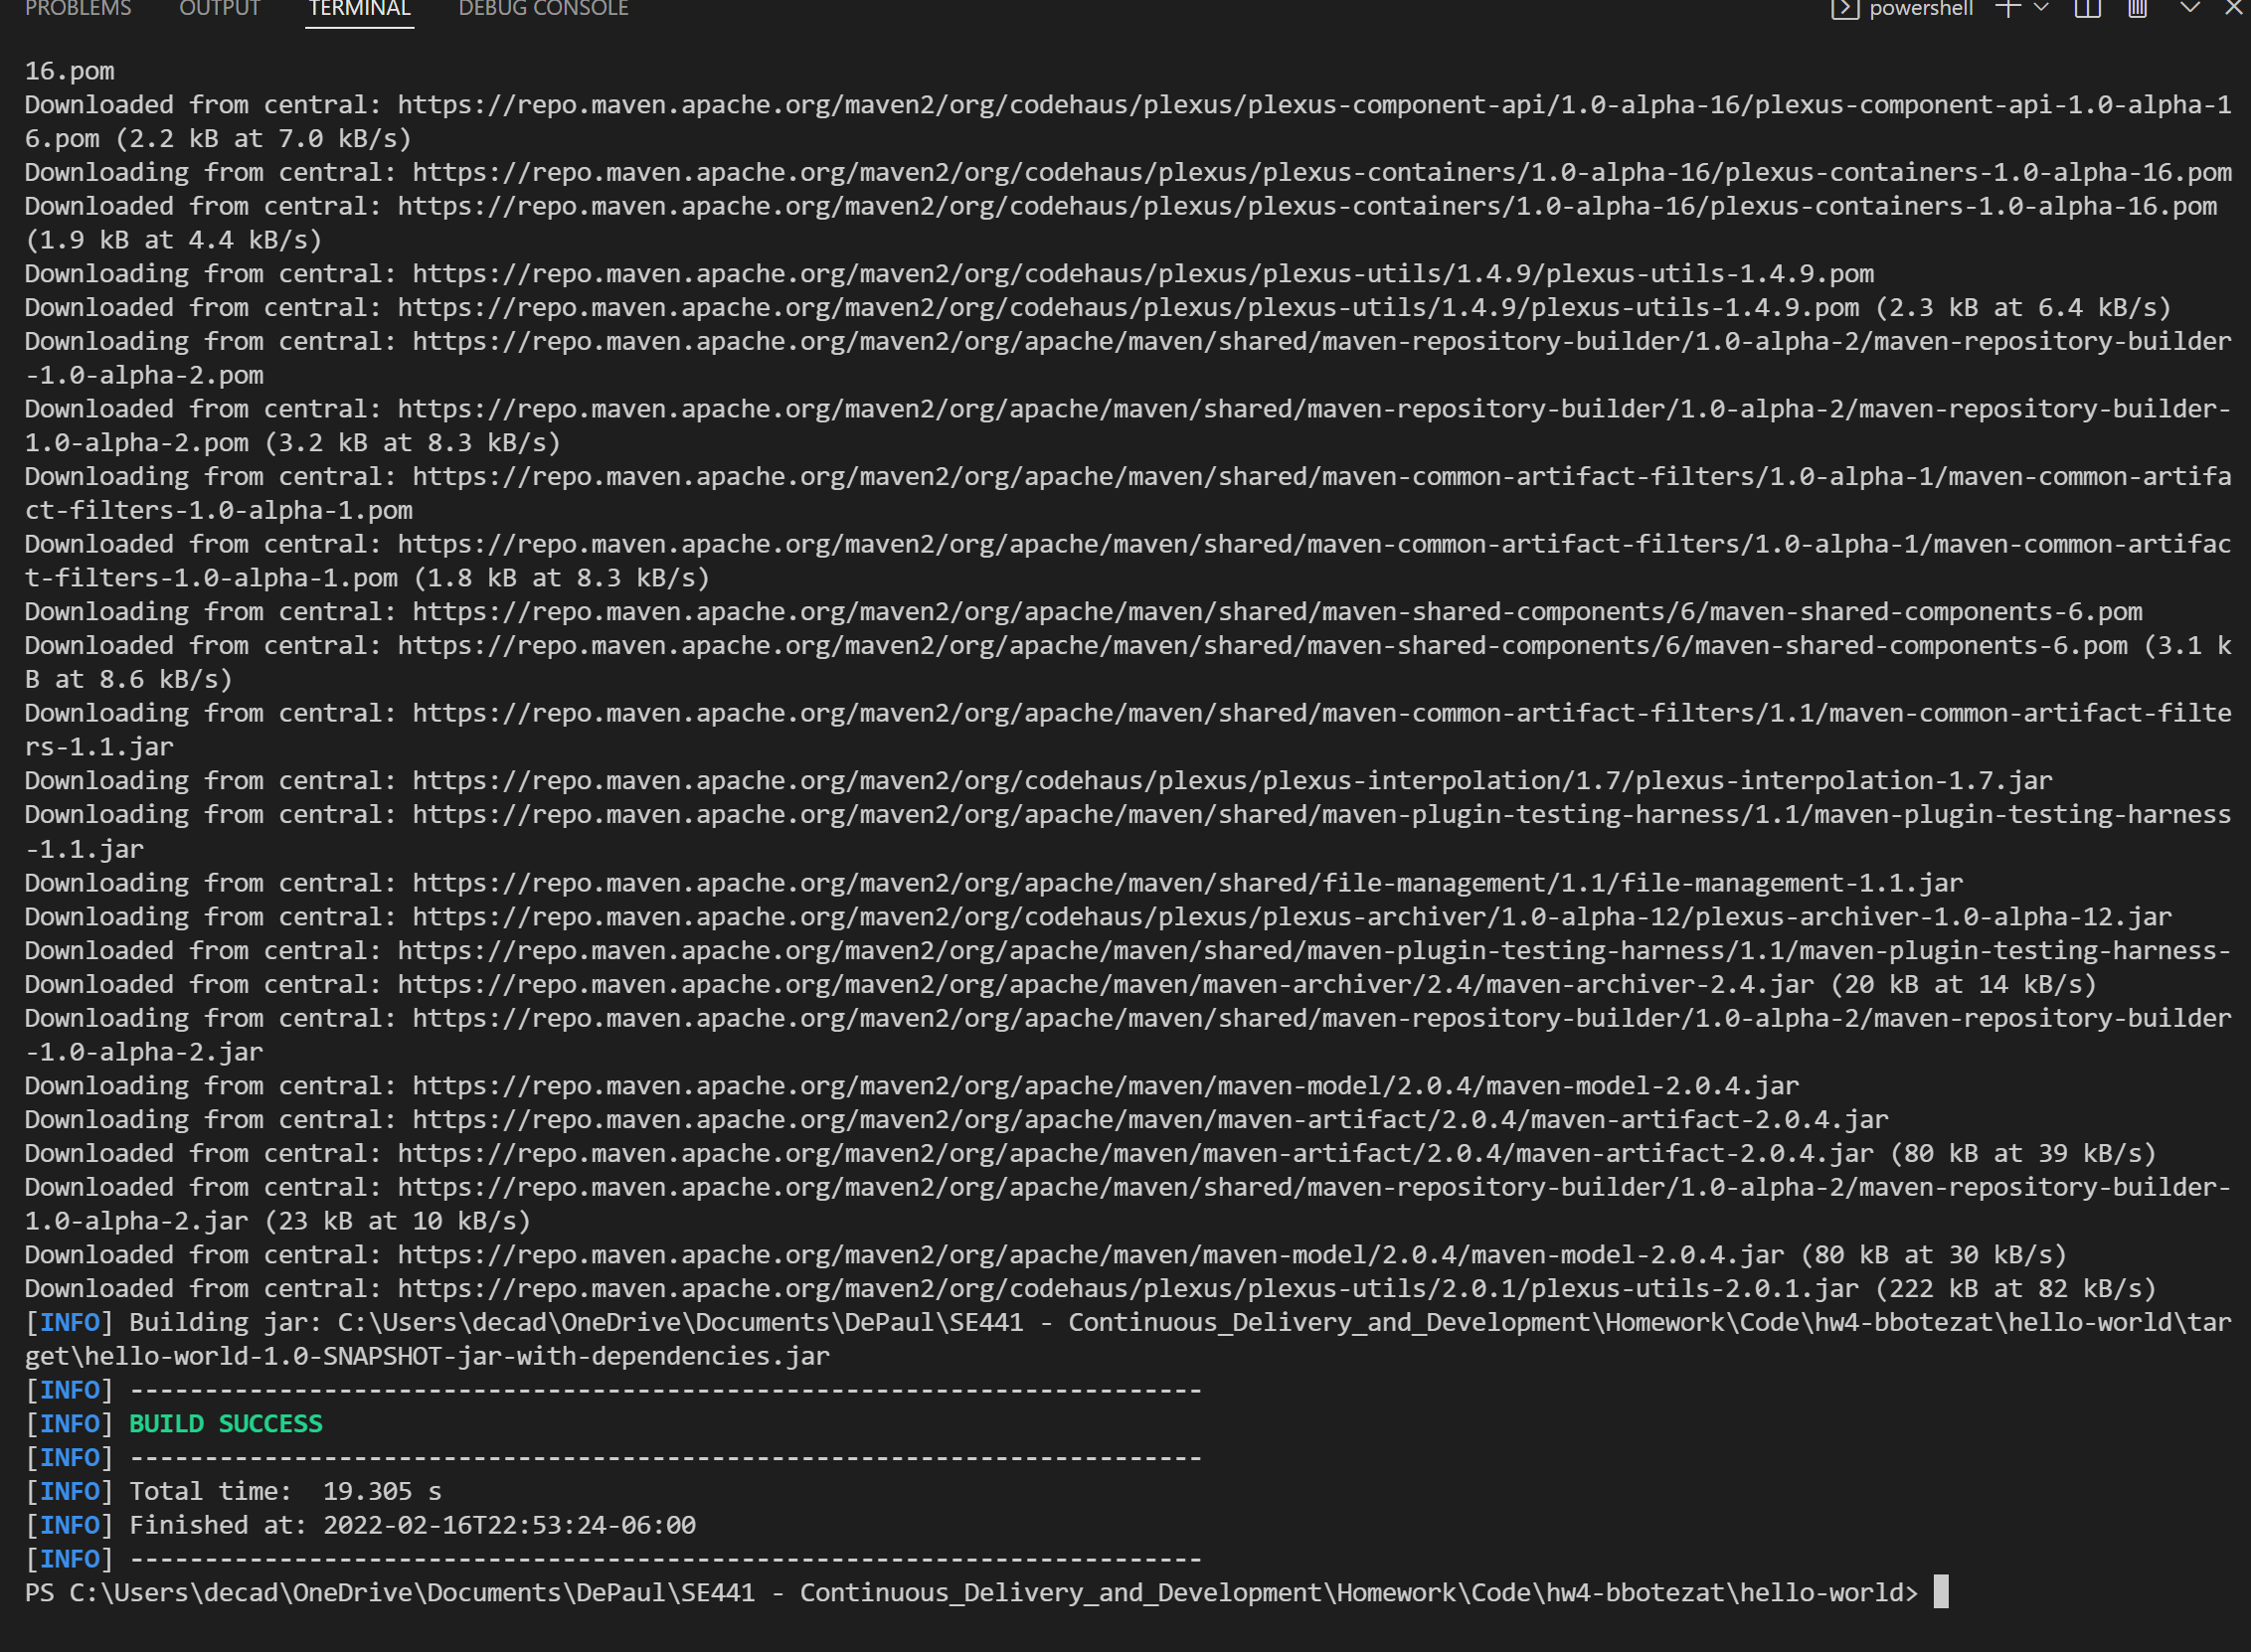 PROBLEMS OUTPUT TERMINAL DEBUG CONSOLE powershell
16.pom
Downloaded from central: https://repo.maven.apache.org/maven2/org/codehaus/plexus/plexus-component-api/1.0-alpha-16/plexus-component-api-1.0-alpha-1
6.pom (2.2 kB at 7.0 kB/s)
Downloading from central: https://repo.maven.apache.org/maven2/org/codehaus/plexus/plexus-containers/1.0-alpha-16/plexus-containers-1.0-alpha-16.pom
Downloaded from central: https://repo.maven.apache.org/maven2/org/codehaus/plexus/plexus-containers/1.0-alpha-16/plexus-containers-1.0-alpha-16.pom
(1.9 kB at 4.4 kB/s)
Downloading from central: https://repo.maven.apache.org/maven2/org/codehaus/plexus/plexus-utils/1.4.9/plexus-utils-1.4.9.pom
Downloaded from central: https://repo.maven.apache.org/maven2/org/codehaus/plexus/plexus-utils/1.4.9/plexus-utils-1.4.9.pom (2.3 kB at 6.4 kB/s)
Downloading from central: https://repo.maven.apache.org/maven2/org/apache/maven/shared/maven-repository-builder/1.0-alpha-2/maven-repository-builder
-1.0-alpha-2.pom
Downloaded from central: https://repo.maven.apache.org/maven2/org/apache/maven/shared/maven-repository-builder/1.0-alpha-2/maven-repository-builder-
1.0-alpha-2.pom (3.2 kB at 8.3 kB/s)
Downloading from central: https://repo.maven.apache.org/maven2/org/apache/maven/shared/maven-common-artifact-filters/1.0-alpha-1/maven-common-artifa
ct-filters-1.0-alpha-1.pom
Downloaded from central: https://repo.maven.apache.org/maven2/org/apache/maven/shared/maven-common-artifact-filters/1.0-alpha-1/maven-common-artifac
t-filters-1.0-alpha-1.pom (1.8 kB at 8.3 kB/s)
Downloading from central: https://repo.maven.apache.org/maven2/org/apache/maven/shared/maven-shared-components/6/maven-shared-components-6.pom
Downloaded from central: https://repo.maven.apache.org/maven2/org/apache/maven/shared/maven-shared-components/6/maven-shared-components-6.pom (3.1 k
B at 8.6 kB/s)
Downloading from central: https://repo.maven.apache.org/maven2/org/apache/maven/shared/maven-common-artifact-filters/1.1/maven-common-artifact-filte
rs-1.1.jar
Downloading from central: https://repo.maven.apache.org/maven2/org/codehaus/plexus/plexus-interpolation/1.7/plexus-interpolation-1.7.jar
Downloading from central: https://repo.maven.apache.org/maven2/org/apache/maven/shared/maven-plugin-testing-harness/1.1/maven-plugin-testing-harness
-1.1.jar
Downloading from central: https://repo.maven.apache.org/maven2/org/apache/maven/shared/file-management/1.1/file-management-1.1.jar
Downloading from central: https://repo.maven.apache.org/maven2/org/codehaus/plexus/plexus-archiver/1.0-alpha-12/plexus-archiver-1.0-alpha-12.jar
Downloaded from central: https://repo.maven.apache.org/maven2/org/apache/maven/shared/maven-plugin-testing-harness/1.1/maven-plugin-testing-harness-
Downloaded from central: https://repo.maven.apache.org/maven2/org/apache/maven/maven-archiver/2.4/maven-archiver-2.4.jar (20 kB at 14 kB/s)
Downloading from central: https://repo.maven.apache.org/maven2/org/apache/maven/shared/maven-repository-builder/1.0-alpha-2/maven-repository-builder
-1.0-alpha-2.jar
Downloading from central: https://repo.maven.apache.org/maven2/org/apache/maven/maven-model/2.0.4/maven-model-2.0.4.jar
Downloading from central: https://repo.maven.apache.org/maven2/org/apache/maven/maven-artifact/2.0.4/maven-artifact-2.0.4.jar
Downloaded from central: https://repo.maven.apache.org/maven2/org/apache/maven/maven-artifact/2.0.4/maven-artifact-2.0.4.jar (80 kB at 39 kB/s)
Downloaded from central: https://repo.maven.apache.org/maven2/org/apache/maven/shared/maven-repository-builder/1.0-alpha-2/maven-repository-builder-
1.0-alpha-2.jar (23 kB at 10 kB/s)
Downloaded from central: https://repo.maven.apache.org/maven2/org/apache/maven/maven-model/2.0.4/maven-model-2.0.4.jar (80 kB at 30 kB/s)
Downloaded from central: https://repo.maven.apache.org/maven2/org/codehaus/plexus/plexus-utils/2.0.1/plexus-utils-2.0.1.jar (222 kB at 82 kB/s)
[INFO] Building jar: C:\Users\decad\OneDrive\Documents\DePaul\SE441 - Continuous_Delivery_and_Development\Homework\Code\hw4-bbotezat\hello-world\tar
get\hello-world-1.0-SNAPSHOT-jar-with-dependencies.jar
[INFO] ------------------------------------------------------------------------
[INFO] BUILD SUCCESS
[INFO] ------------------------------------------------------------------------
[INFO] Total time:  19.305 s
[INFO] Finished at: 2022-02-16T22:53:24-06:00
[INFO] ------------------------------------------------------------------------
PS C:\Users\decad\OneDrive\Documents\DePaul\SE441 - Continuous_Delivery_and_Development\Homework\Code\hw4-bbotezat\hello-world>